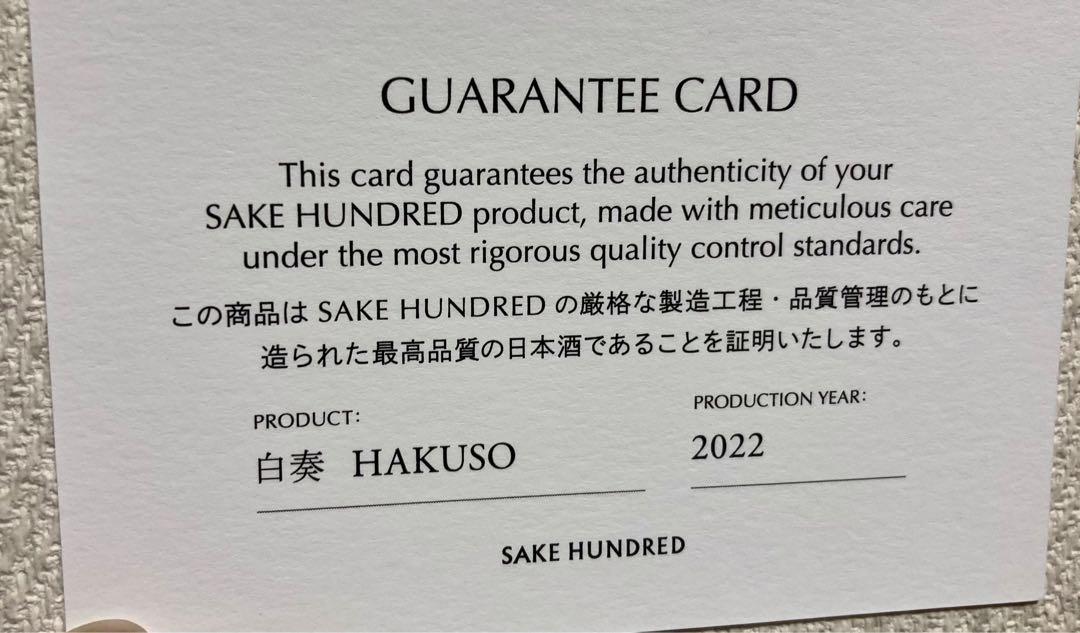 GUARANTEE CARD
This card guarantees the authenticity of your
SAKE HUNDRED product, made with meticulous care
under the most rigorous quality control standards.
この商品は SAKE HUNDRED の厳格な製造工程・品質管理のもとに
造られた最高品質の日本酒であることを証明いたします。
PRODUCT:
白奏 HAKUSO
PRODUCTION YEAR:
2022
SAKE HUNDRED